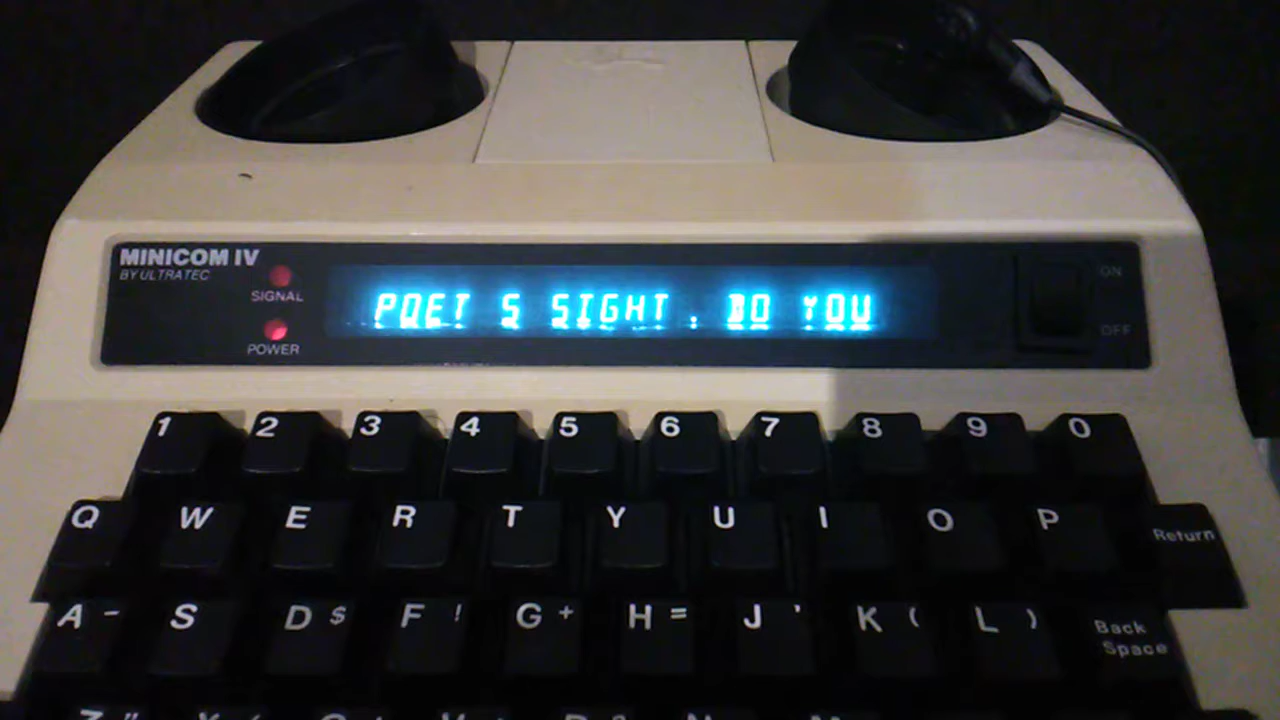 MINICOM IV
BY ULTRATEC
SIGNAL
POWER
POET S SIGHT . DO YOU
ON
OFF
1 2 3 4 5 6 7 8 9 0
Q W E R T Y U I O P Return
A - S D $ F ! G + H = J ' K ( L ) Back Space